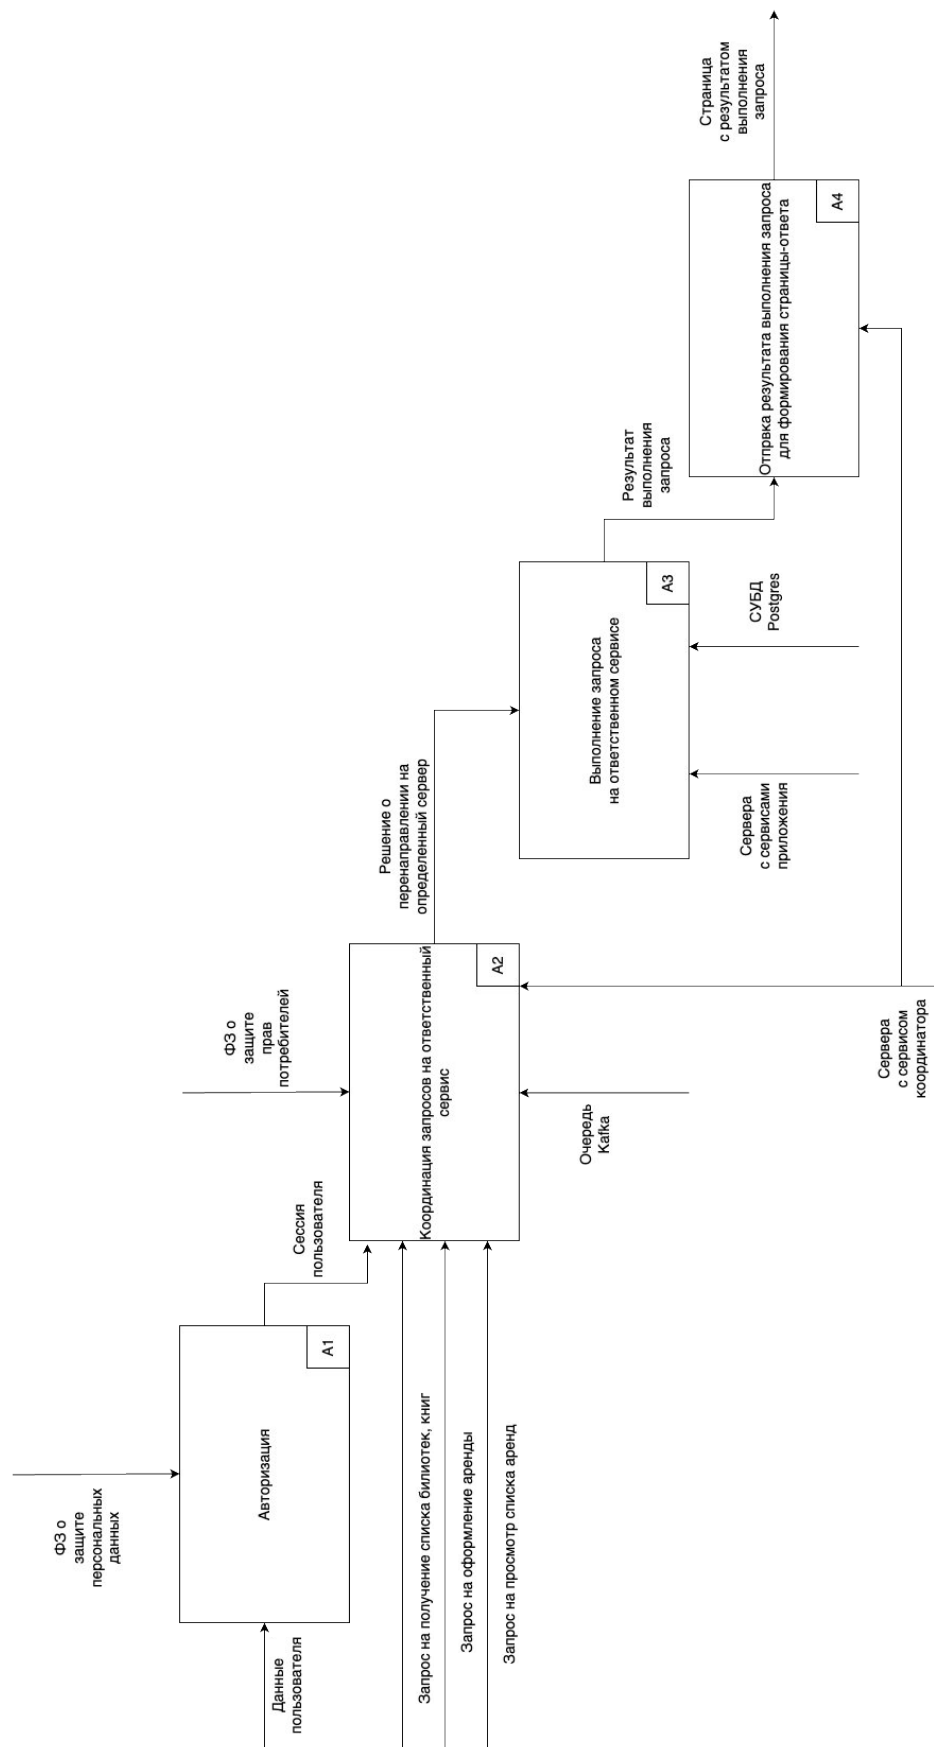 ФЗ о
защите
персональных
данных
Данные
пользователя
Авторизация
A1
Сессия
пользователя
Запрос на получение списка билиотек, книг
Запрос на оформление аренды
Запрос на просмотр списка аренд
ФЗ о
защите
прав
потребителей
Координация запросов на ответственный
сервис
A2
Очередь
Kafka
Сервера
с сервисом
координатора
Решение о
перенаправлении на
определенный сервер
Выполнение запроса
на ответственном сервисе
A3
Сервера
с сервисами
приложения
СУБД
Postgres
Результат
выполнения
запроса
Отпрвка результата выполнения запроса
для формирования страницы-ответа
A4
Страница
с результатом
выполнения
запроса